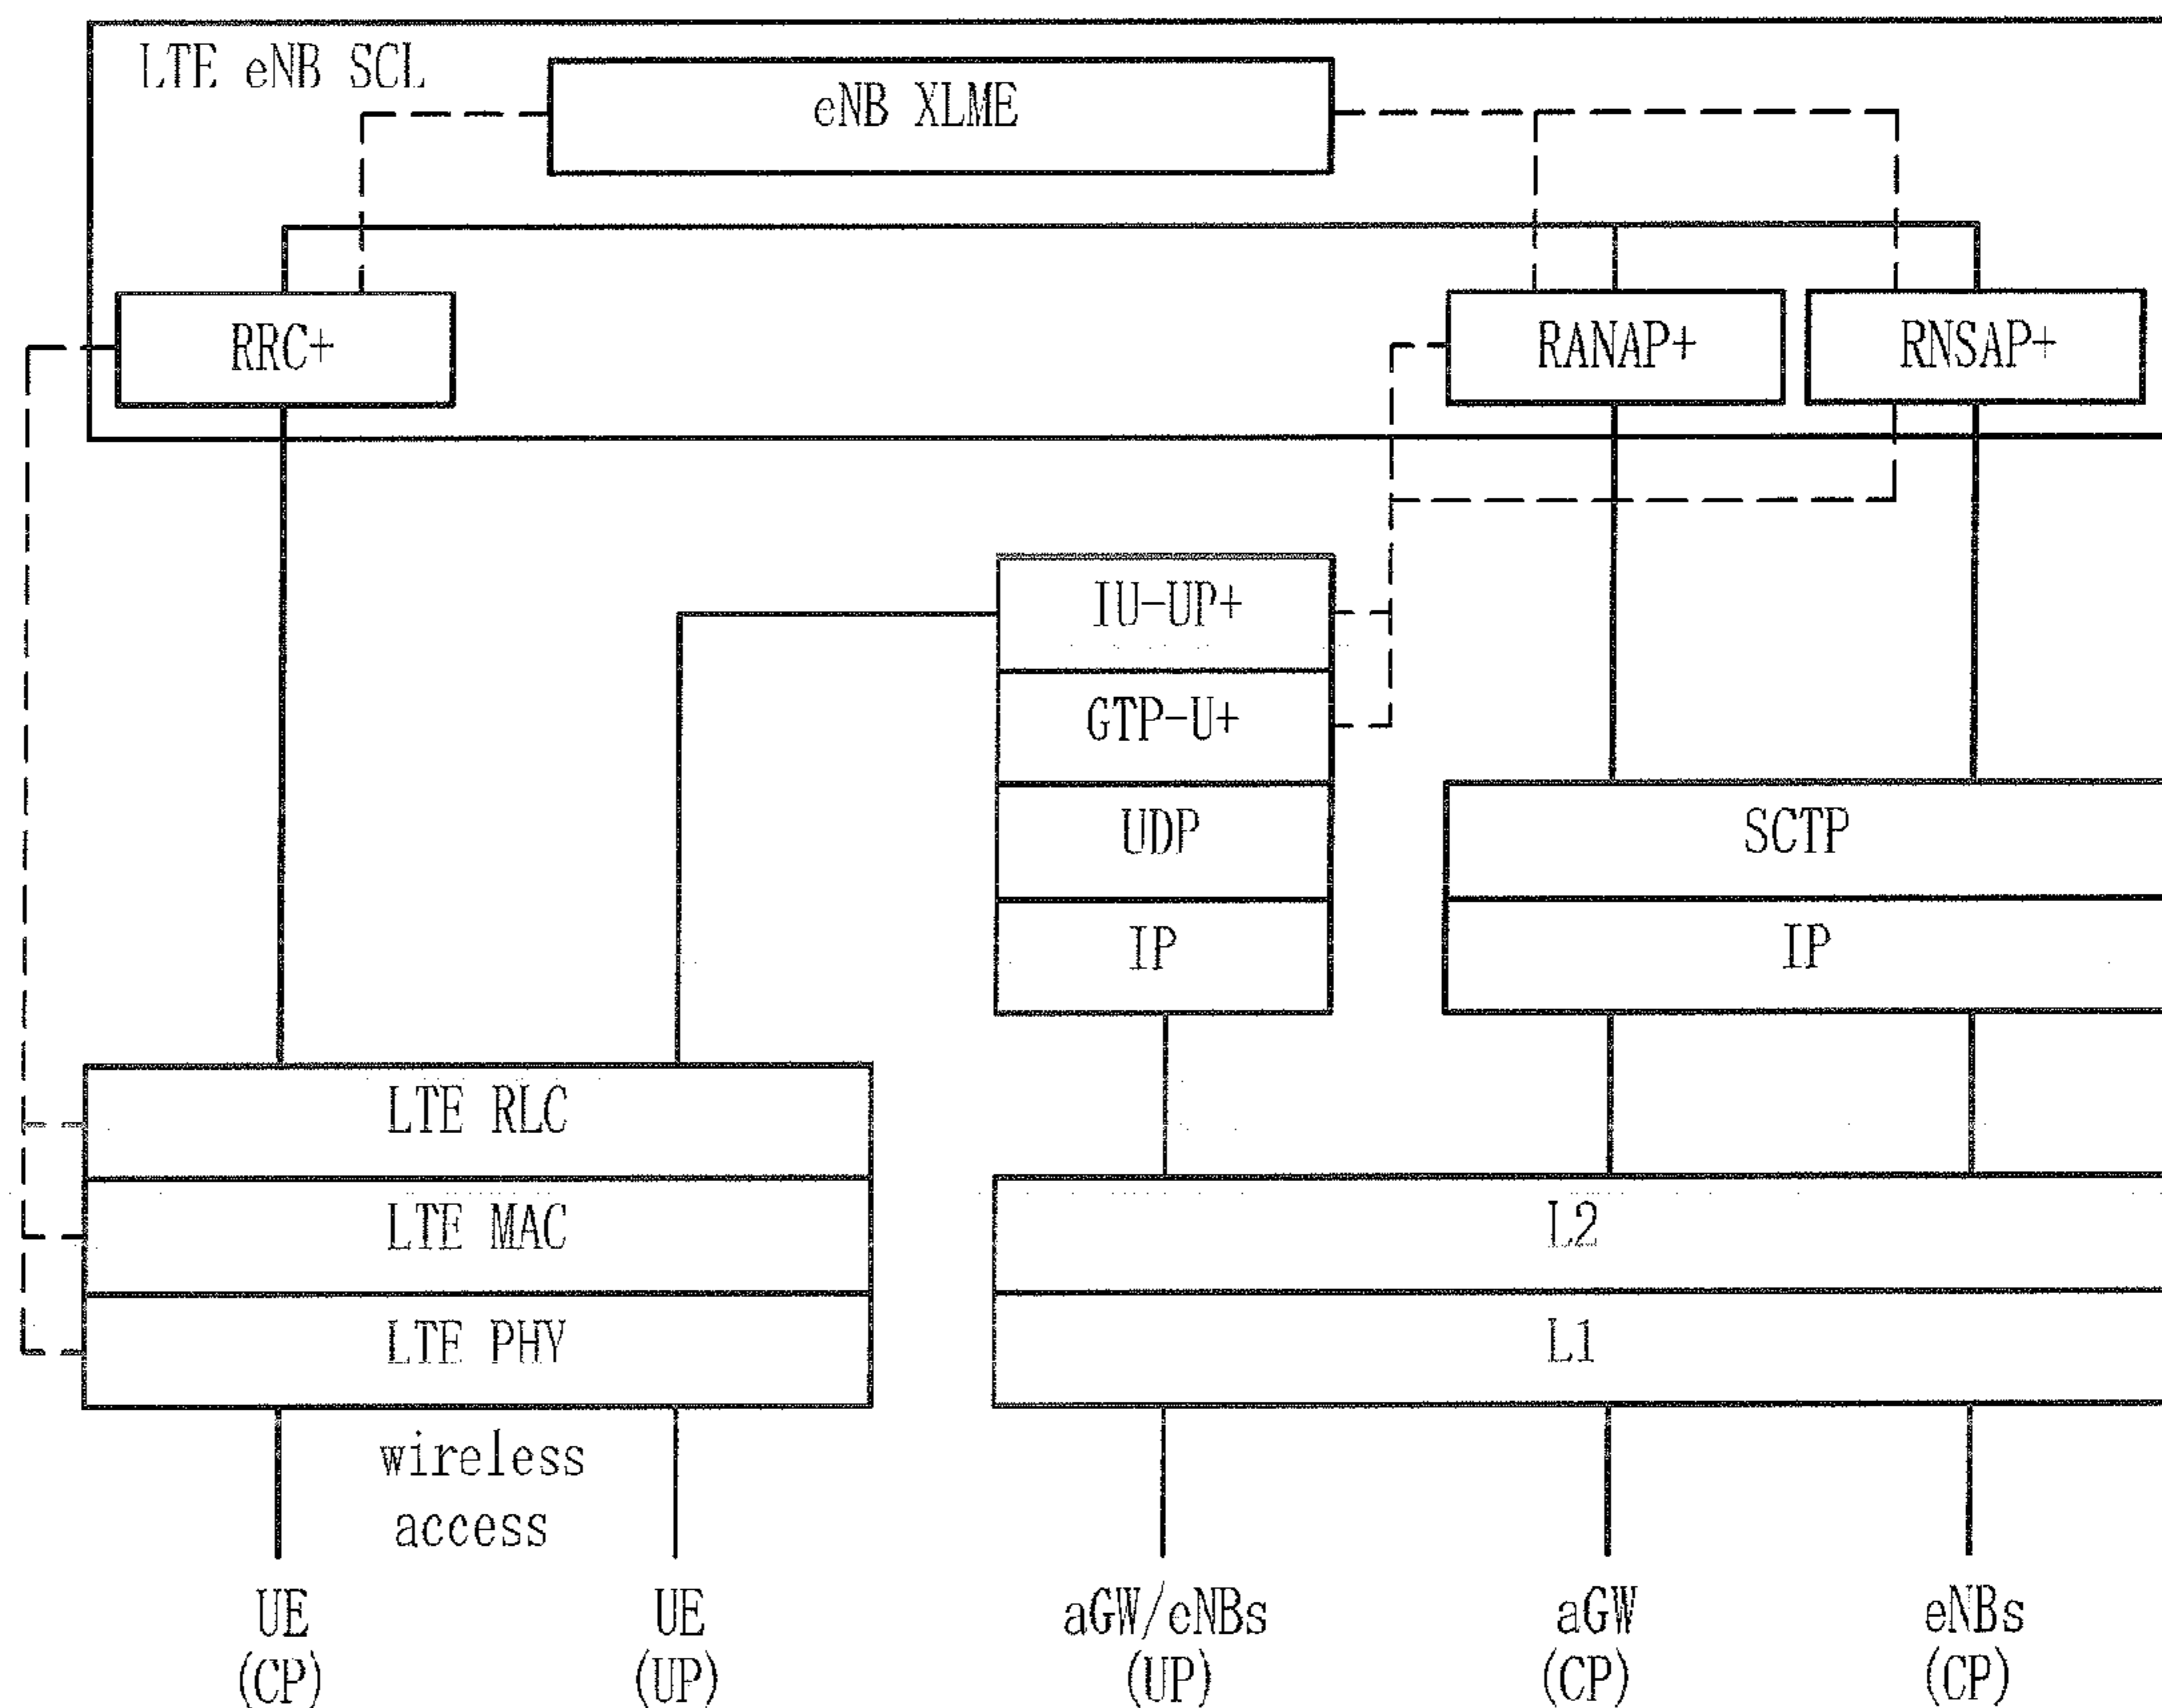 LTE eNB SCL
eNB XLME
RRC+
RANAP+
RNSAP+
IU-UP+
GTP-U+
UDP
SCTP
IP
IP
LTE RLC
LTE MAC
L2
LTE PHY
L1
wireless
access
UE
(CP)
UE
(UP)
aGW/eNBs
(UP)
aGW
(CP)
eNBs
(CP)